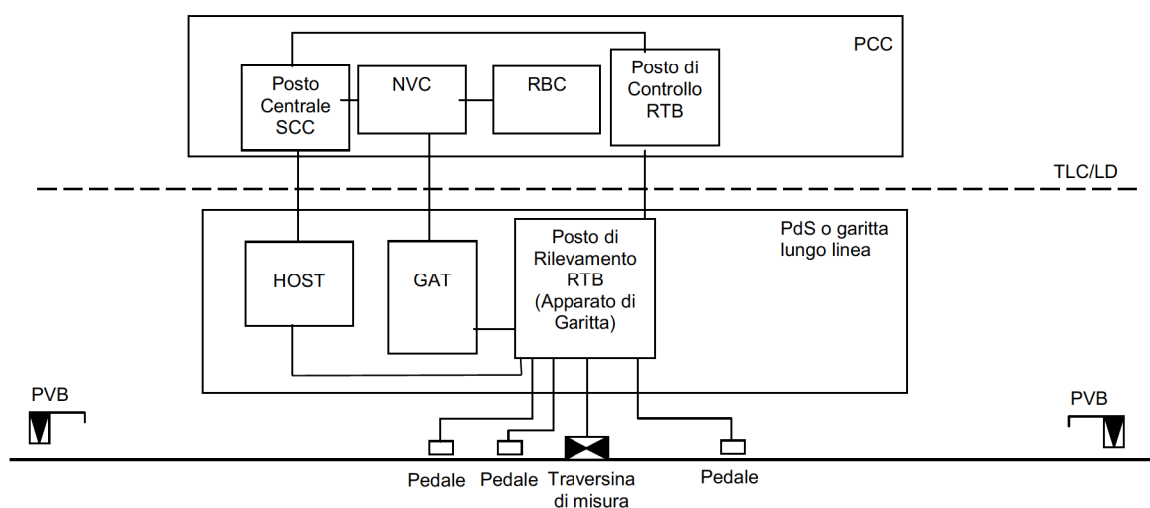 PCC
Posto
Centrale
SCC
NVC
RBC
Posto di
Controllo
RTB
TLC/LD
PdS o garitta
lungo linea
HOST
GAT
Posto di
Rilevamento
RTB
(Apparato di
Garitta)
PVB
PVB
Pedale
Pedale
Traversina
di misura
Pedale